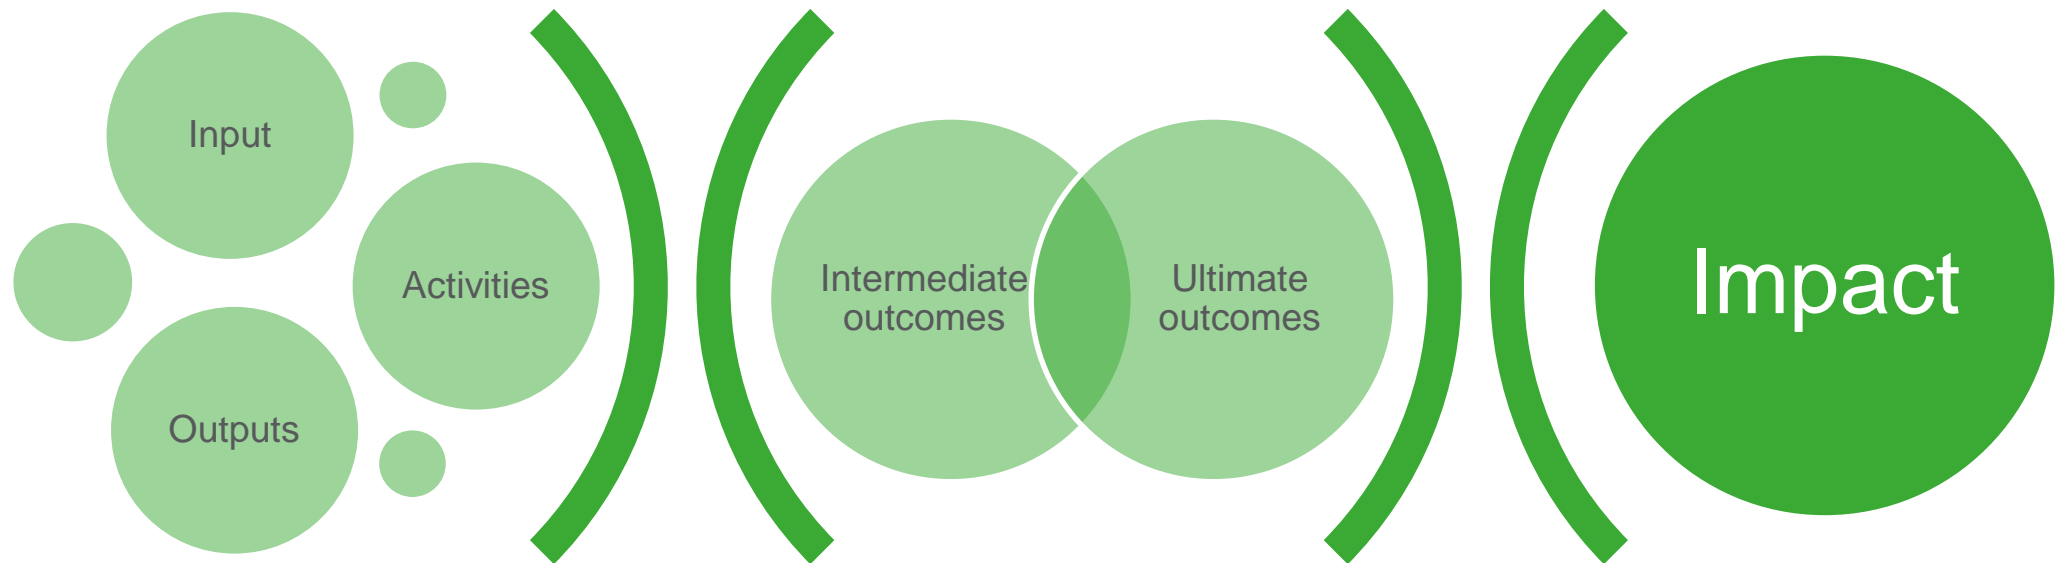 Input
Activities
Outputs
Intermediate
outcomes
Ultimate
outcomes
Impact